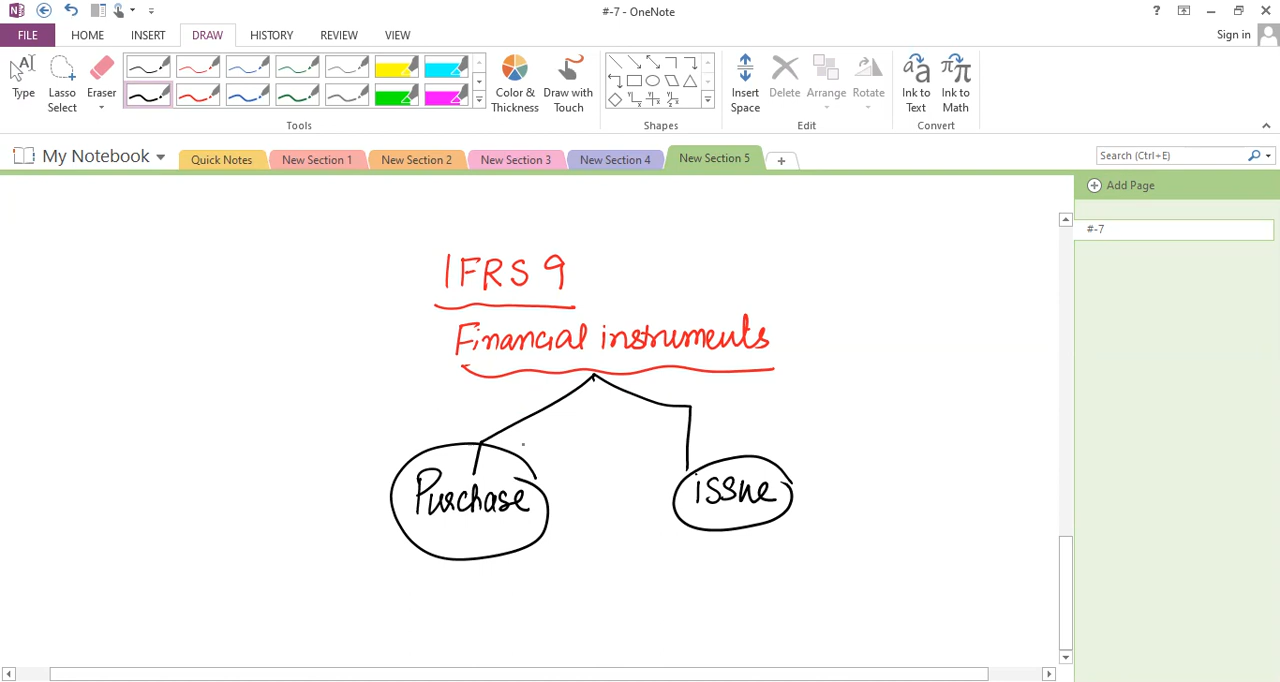 #-7 - OneNote
?
Sign in
FILE HOME INSERT DRAW HISTORY REVIEW VIEW
Type
Lasso Select
Eraser
Color & Thickness
Draw with Touch
Insert Space
Delete
Arrange
Rotate
Ink to Text
Ink to Math
Tools
Shapes
Edit
Convert
My Notebook
Quick Notes New Section 1 New Section 2 New Section 3 New Section 4 New Section 5
Search (Ctrl+E)
Add Page
#-7
IFRS 9
Financial instruments
Purchase
issue